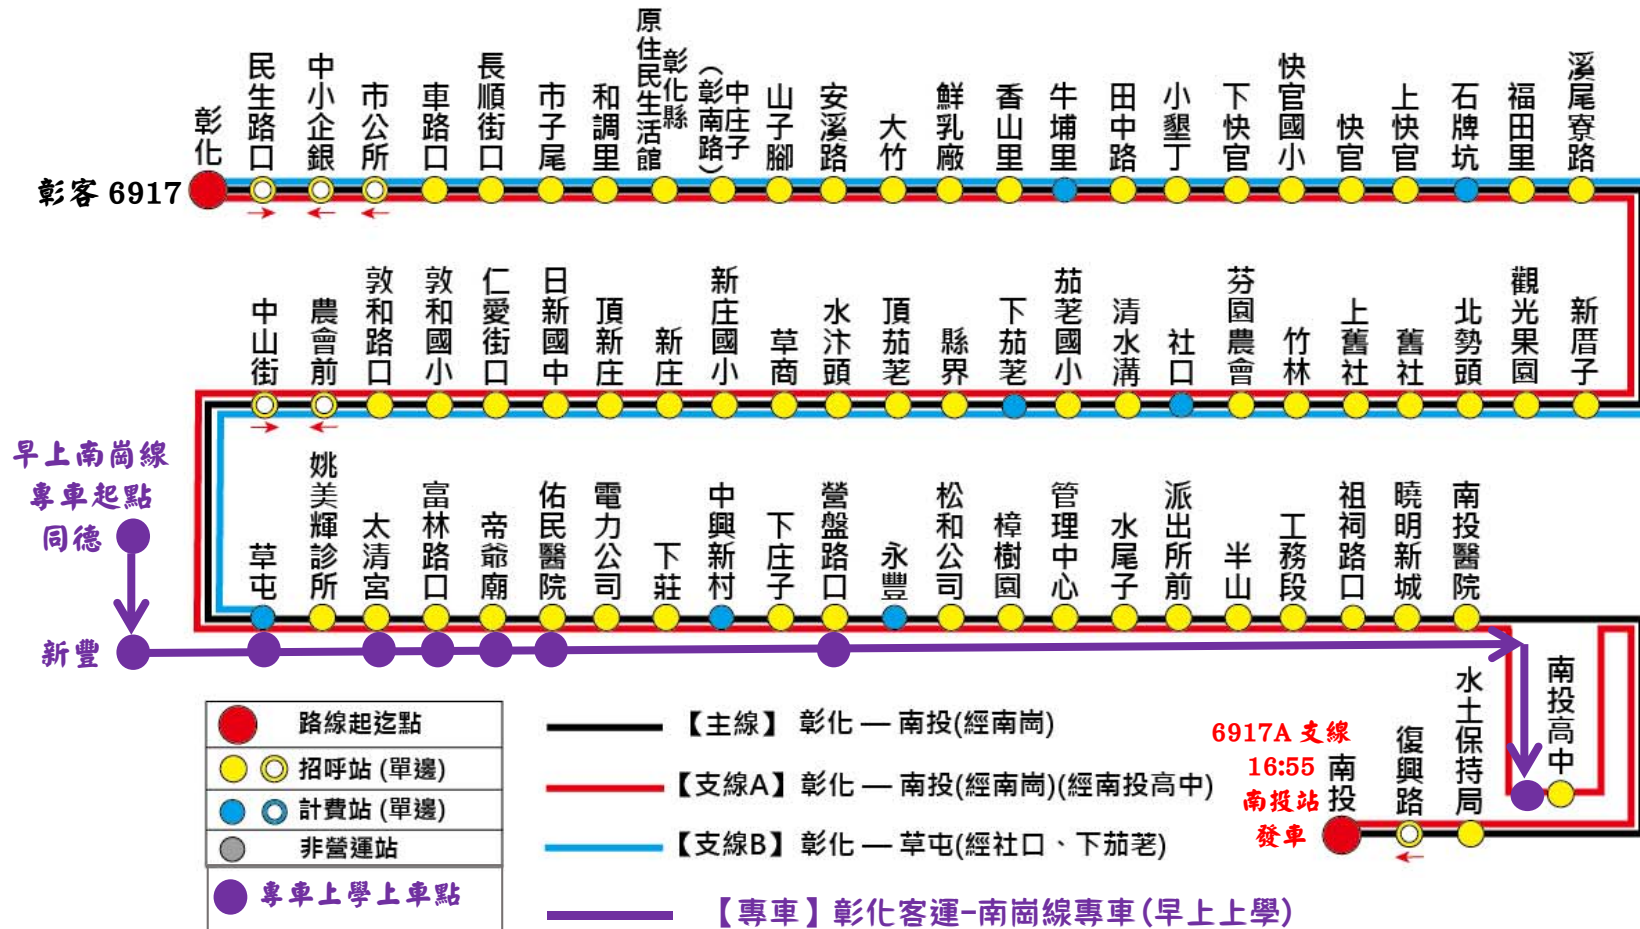 彰客 6917
彰化
民生路口
中小企銀
市公所
車路口
長順街口
市子尾
和調里
彰化縣
原住民生活館
中庄子
(彰南路)
山子腳
安溪路
大竹
鮮乳廠
香山里
牛埔里
田中路
小墾丁
下快官
快官國小
快官
上快官
石牌坑
福田里
溪尾寮路
中山街
農會前
敦和路口
敦和國小
仁愛街口
日新國中
頂新庄
新庄
新庄國小
草商
水汴頭
頂茄荖
縣界
下茄荖
茄荖國小
清水溝
社口
芬園農會
竹林
上舊社
舊社
北勢頭
觀光果園
新厝子
早上南崗線
專車起點
同德
新豐
草屯
姚美輝診所
太清宮
富林路口
帝爺廟
佑民醫院
電力公司
下莊
中興新村
下庄子
營盤路口
永豐
松和公司
樟樹園
管理中心
水尾子
派出所前
半山
工務段
祖祠路口
曉明新城
南投醫院
南投高中
水土保持局
復興路
南投
6917A 支線
16:55
南投站
發車
路線起迄點
招呼站 (單邊)
計費站 (單邊)
非營運站
專車上學上車點
【主線】 彰化 — 南投(經南崗)
【支線A】彰化 — 南投(經南崗)(經南投高中)
【支線B】彰化 — 草屯(經社口、下茄荖)
【專車】彰化客運-南崗線專車(早上上學)